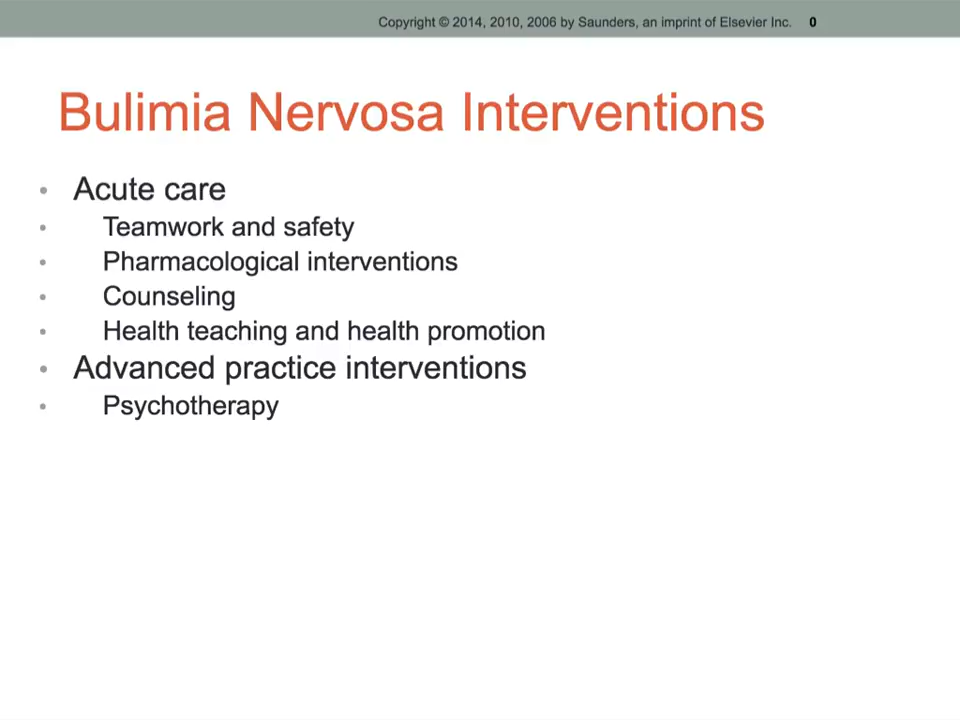 Copyright © 2014, 2010, 2006 by Saunders, an imprint of Elsevier Inc. 0
Bulimia Nervosa Interventions
• Acute care
• Teamwork and safety
• Pharmacological interventions
• Counseling
• Health teaching and health promotion
• Advanced practice interventions
• Psychotherapy